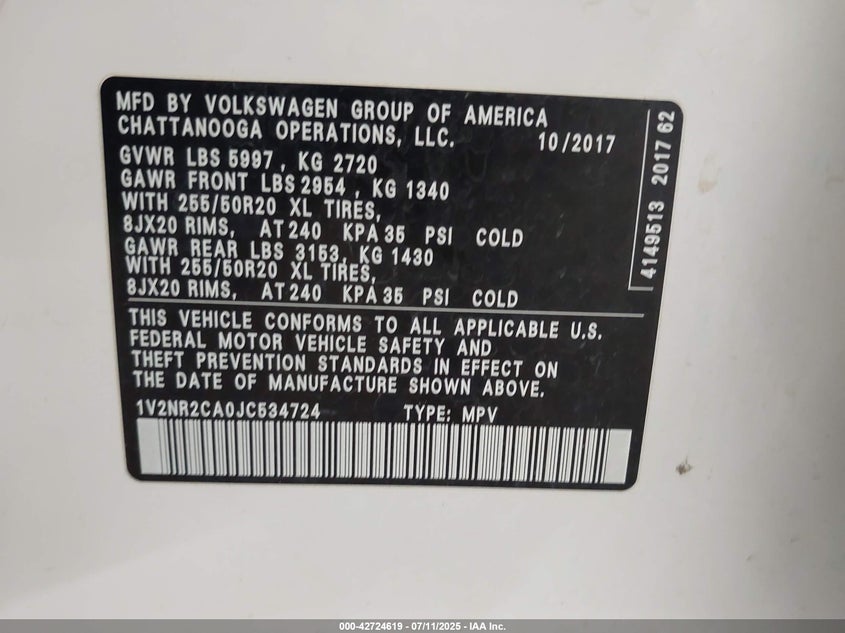 MFD BY VOLKSWAGEN GROUP OF AMERICA
CHATTANOOGA OPERATIONS, LLC. 10/2017
GVWR LBS 5997, KG 2720
GAWR FRONT LBS 2954, KG 1340
WITH 255/50R20 XL TIRES,
8JX20 RIMS, AT 240 KPA 35 PSI COLD
GAWR REAR LBS 3153, KG 1430
WITH 255/50R20 XL TIRES,
8JX20 RIMS, AT 240 KPA 35 PSI COLD
THIS VEHICLE CONFORMS TO ALL APPLICABLE U.S.
FEDERAL MOTOR VEHICLE SAFETY AND
THEFT PREVENTION STANDARDS IN EFFECT ON
THE DATE OF MANUFACTURE SHOWN ABOVE.
1V2NR2CA0JC534724 TYPE: MPV
4149513 2017 62
000-42724619 - 07/11/2025 - IAA Inc.